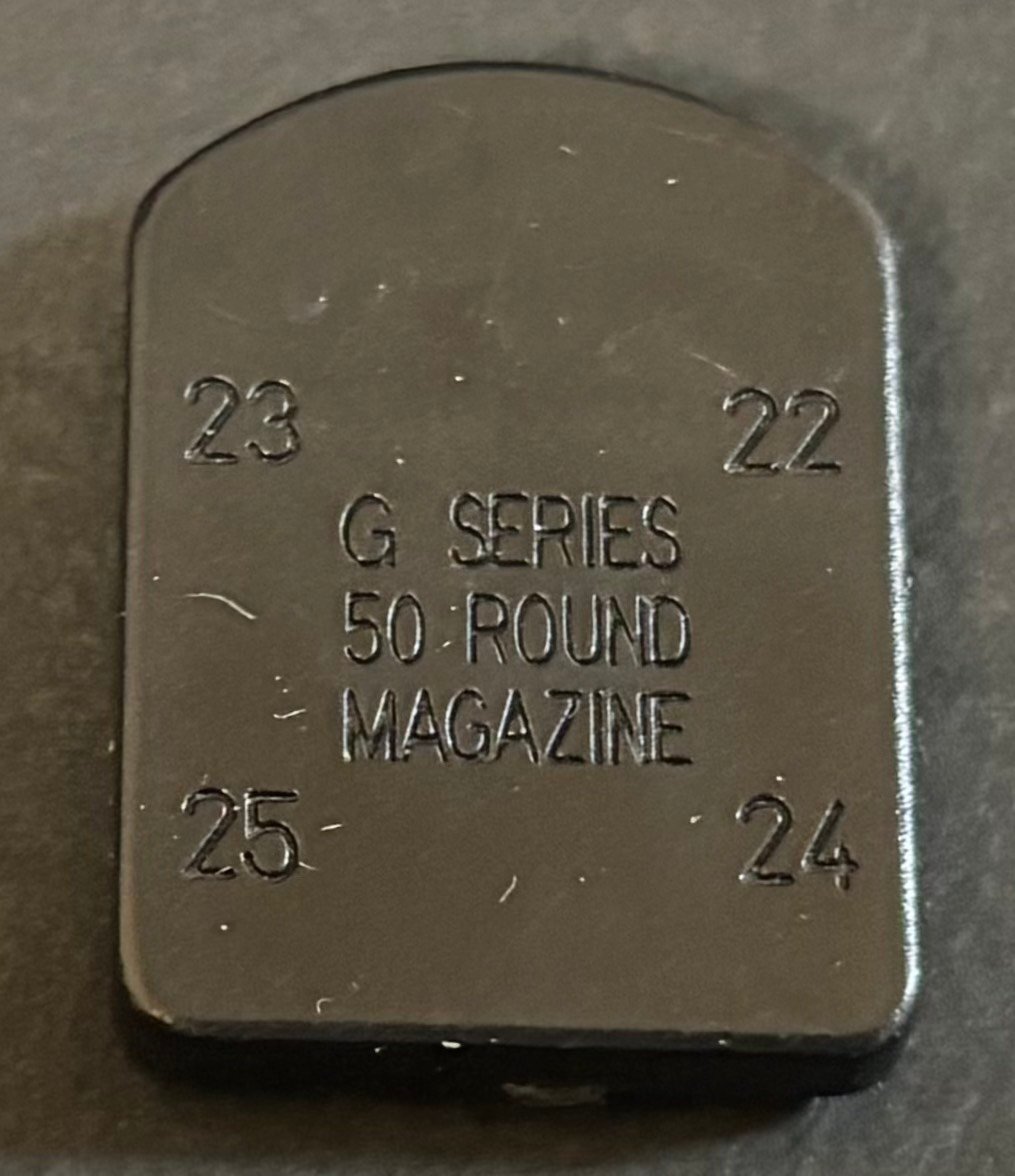 23 22
G SERIES
50 ROUND
MAGAZINE
25 24